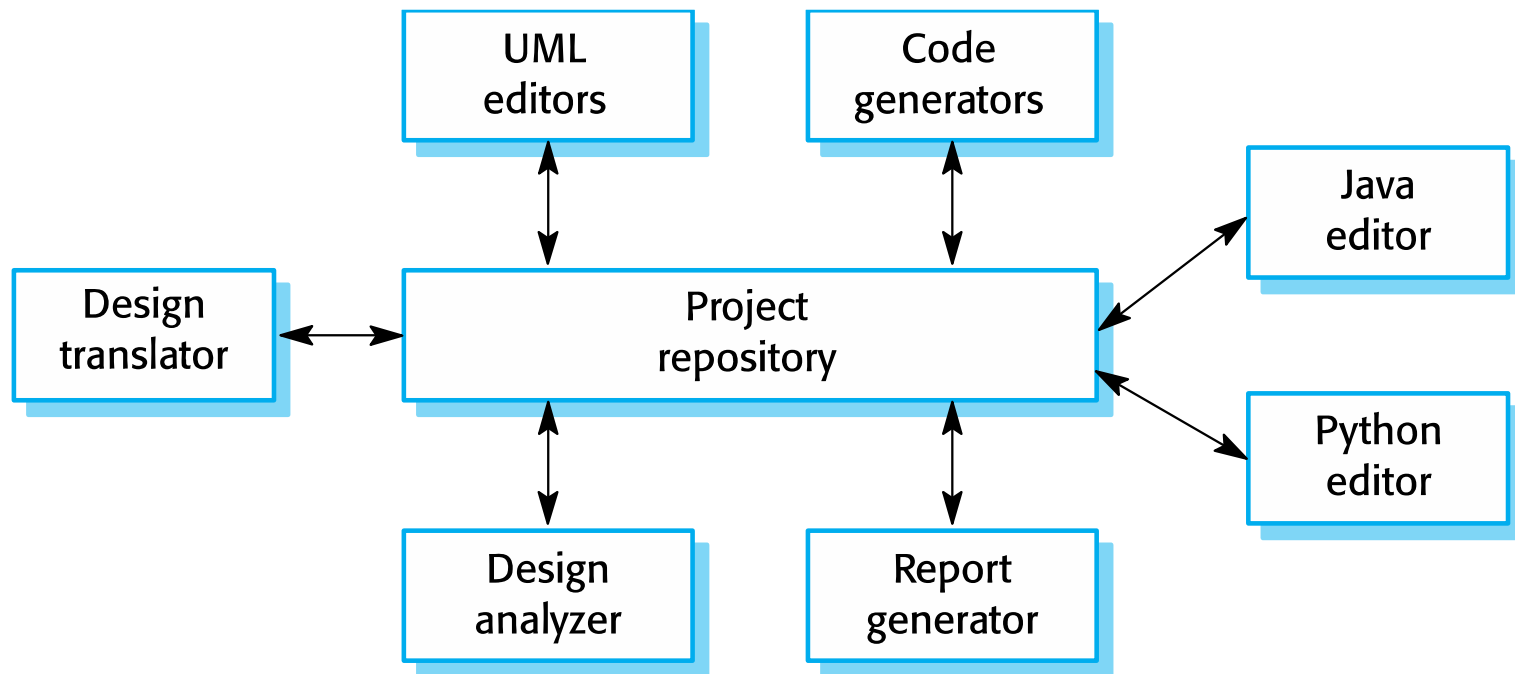 UML
editors
Code
generators
Java
editor
Design
translator
Project
repository
Python
editor
Design
analyzer
Report
generator